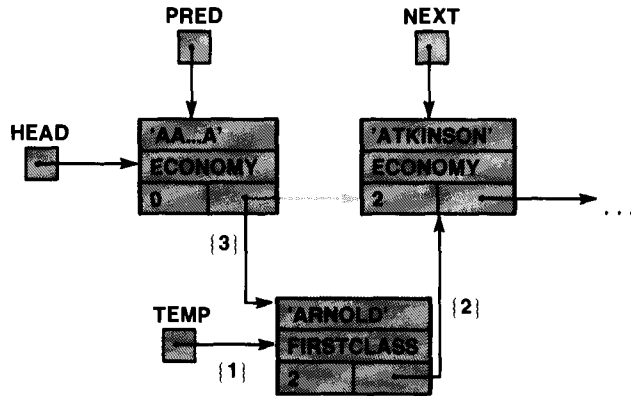 PRED
NEXT
HEAD
'AA...A'
ECONOMY
0
'ATKINSON'
ECONOMY
2
...
{3}
{2}
TEMP
{1}
'ARNOLD'
FIRSTCLASS
2